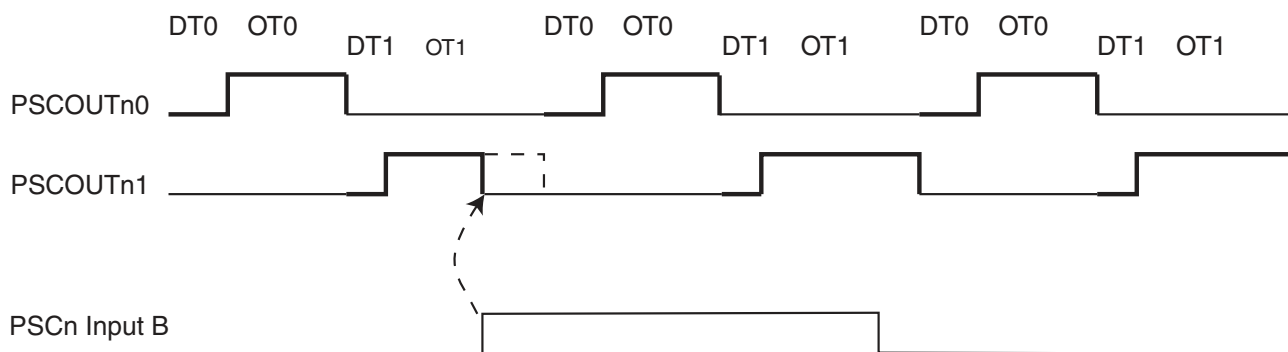 DT0 OT0 DT0 OT0 DT0 OT0
DT1 OT1 DT1 OT1 DT1 OT1
PSCOUTn0
PSCOUTn1
PSCn Input B